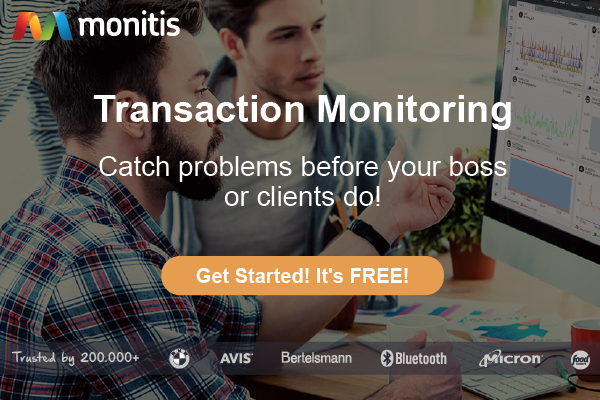 monitis
Transaction Monitoring
Catch problems before your boss
or clients do!
Get Started! It's FREE!
Trusted by 200.000+
AVIS
Bertelsmann
Bluetooth
Micron
food